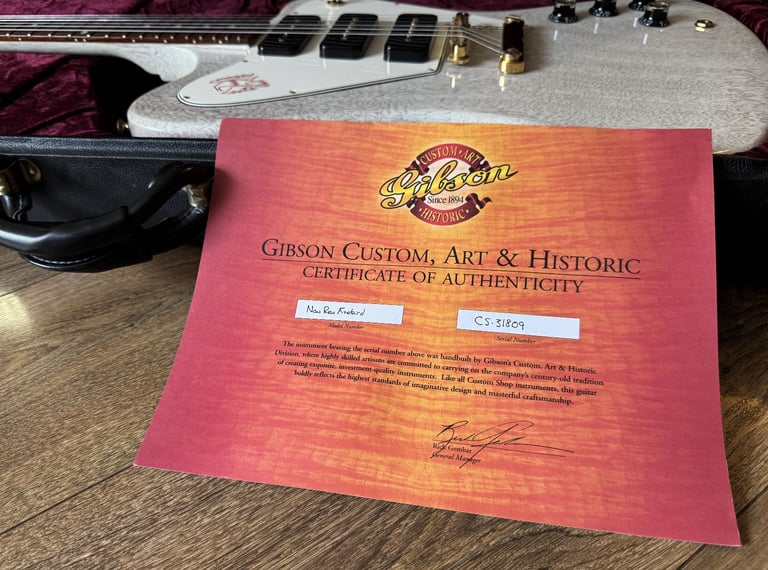 CUSTOM • ART
Gibson
Since 1894
HISTORIC
GIBSON CUSTOM, ART & HISTORIC
CERTIFICATE OF AUTHENTICITY
Non Rev Firebird
CS-31809
Model Number
Serial Number
The instrument bearing the serial number above was handbuilt by Gibson's Custom, Art & Historic
Division, where highly skilled artisans are committed to carrying on the company's century-old tradition
of creating exquisite, investment-quality instruments. Like all Custom Shop instruments, this guitar
boldly reflects the highest standards of imaginative design and masterful craftsmanship.
Rick Gembar
General Manager